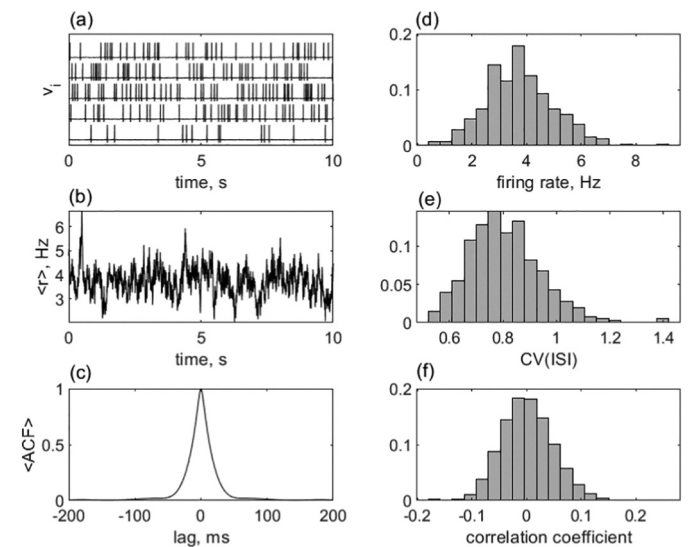 (a)
v_i
0 5 10
time, s
(b)
<r>, Hz
6
5
4
3
0 5 10
time, s
(c)
<ACF>
1
0.5
0
-200 -100 0 100 200
lag, ms
(d)
0.2
0.1
0
0 2 4 6 8
firing rate, Hz
(e)
0.1
0.05
0
0.6 0.8 1 1.2 1.4
CV(ISI)
(f)
0.2
0.1
0
-0.2 -0.1 0 0.1 0.2
correlation coefficient